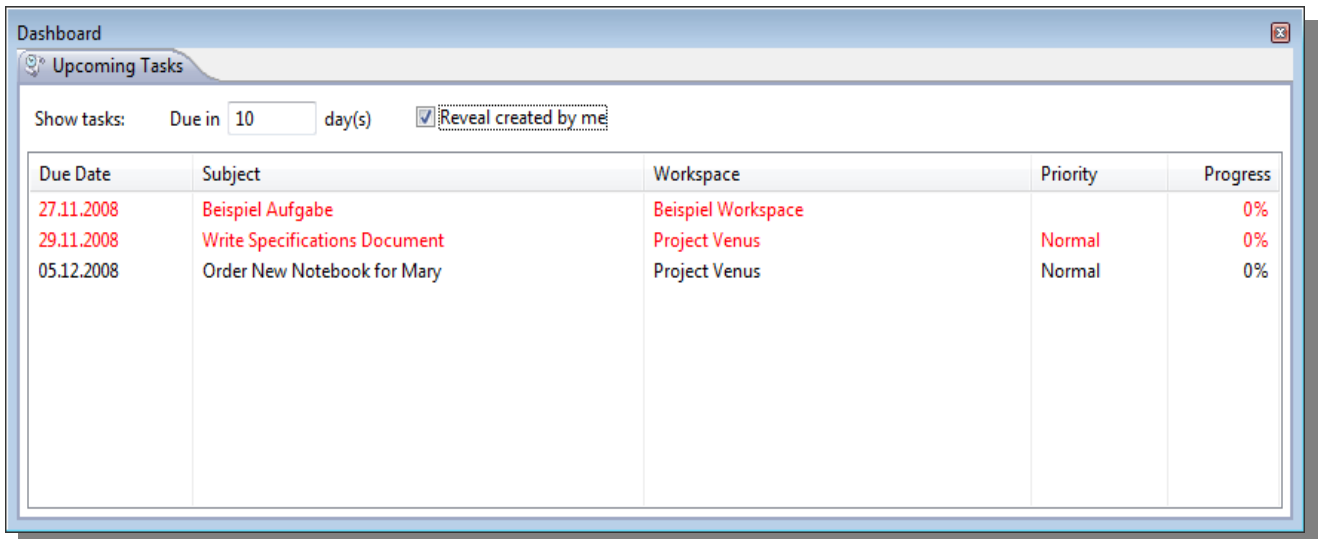 Dashboard
Upcoming Tasks
Show tasks: Due in 10 day(s) Reveal created by me
Due Date Subject Workspace Priority Progress
27.11.2008 Beispiel Aufgabe Beispiel Workspace 0%
29.11.2008 Write Specifications Document Project Venus Normal 0%
05.12.2008 Order New Notebook for Mary Project Venus Normal 0%